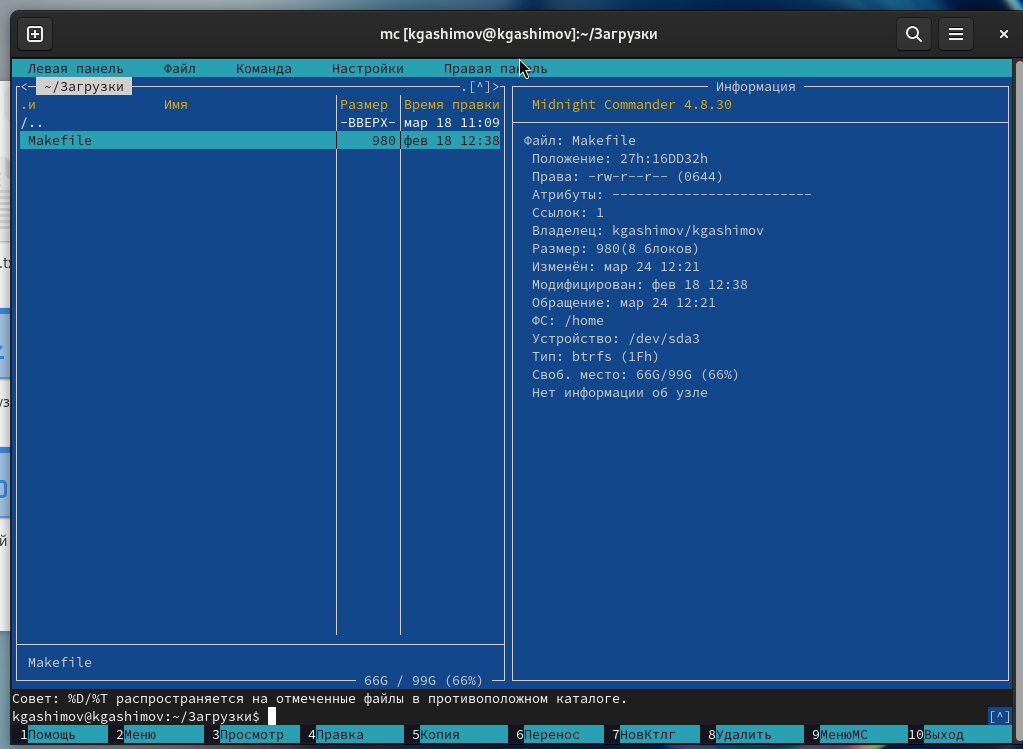 mc [kgashimov@kgashimov]:~/Загрузки
Левая панель Файл Команда Настройки Правая панель
<─ ~/Загрузки .[^]>
.и Имя Размер Время правки
/.. -ВВЕРХ- мар 18 11:09
Makefile 980 фев 18 12:38
Makefile
66G / 99G (66%)
Информация
Midnight Commander 4.8.30
Файл: Makefile
Положение: 27h:16DD32h
Права: -rw-r--r-- (0644)
Атрибуты: -------------------------
Ссылок: 1
Владелец: kgashimov/kgashimov
Размер: 980(8 блоков)
Изменён: мар 24 12:21
Модифицирован: фев 18 12:38
Обращение: мар 24 12:21
ФС: /home
Устройство: /dev/sda3
Тип: btrfs (1Fh)
Своб. место: 66G/99G (66%)
Нет информации об узле
Совет: %D/%T распространяется на отмеченные файлы в противоположном каталоге.
kgashimov@kgashimov:~/Загрузки$ [^]
1Помощь 2Меню 3Просмотр 4Правка 5Копия 6Перенос 7НовКтлг 8Удалить 9МенюМС 10Выход